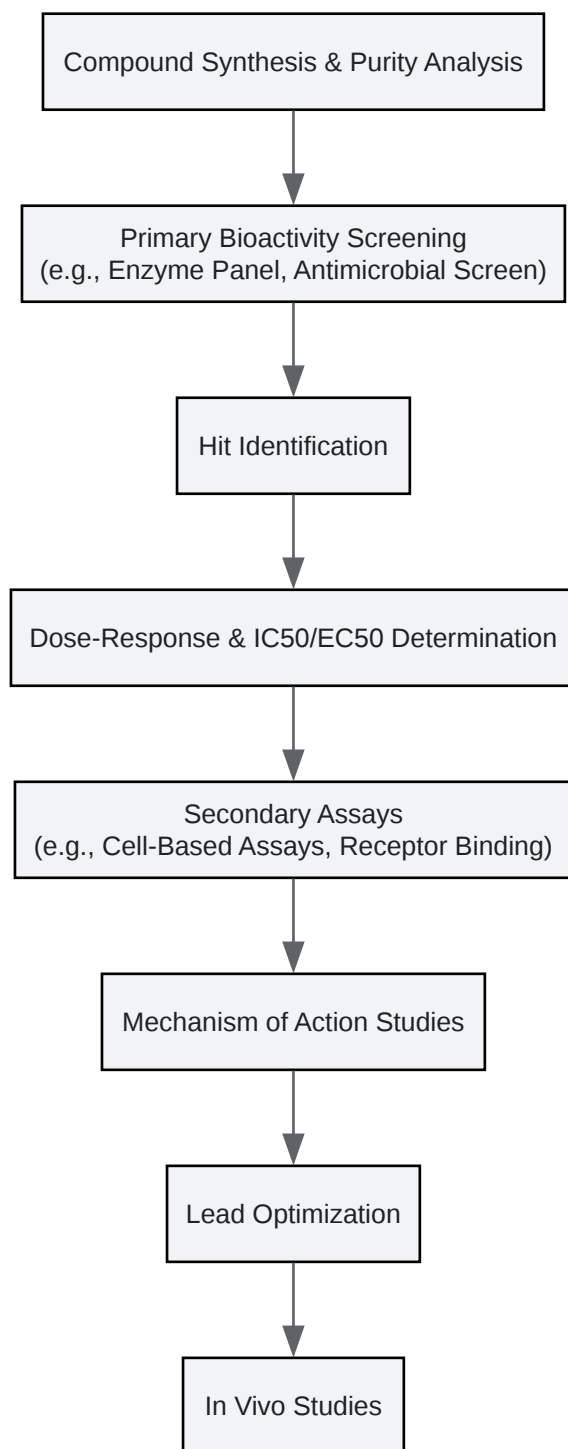 Compound Synthesis & Purity Analysis
Primary Bioactivity Screening
(e.g., Enzyme Panel, Antimicrobial Screen)
Hit Identification
Dose-Response & IC50/EC50 Determination
Secondary Assays
(e.g., Cell-Based Assays, Receptor Binding)
Mechanism of Action Studies
Lead Optimization
In Vivo Studies